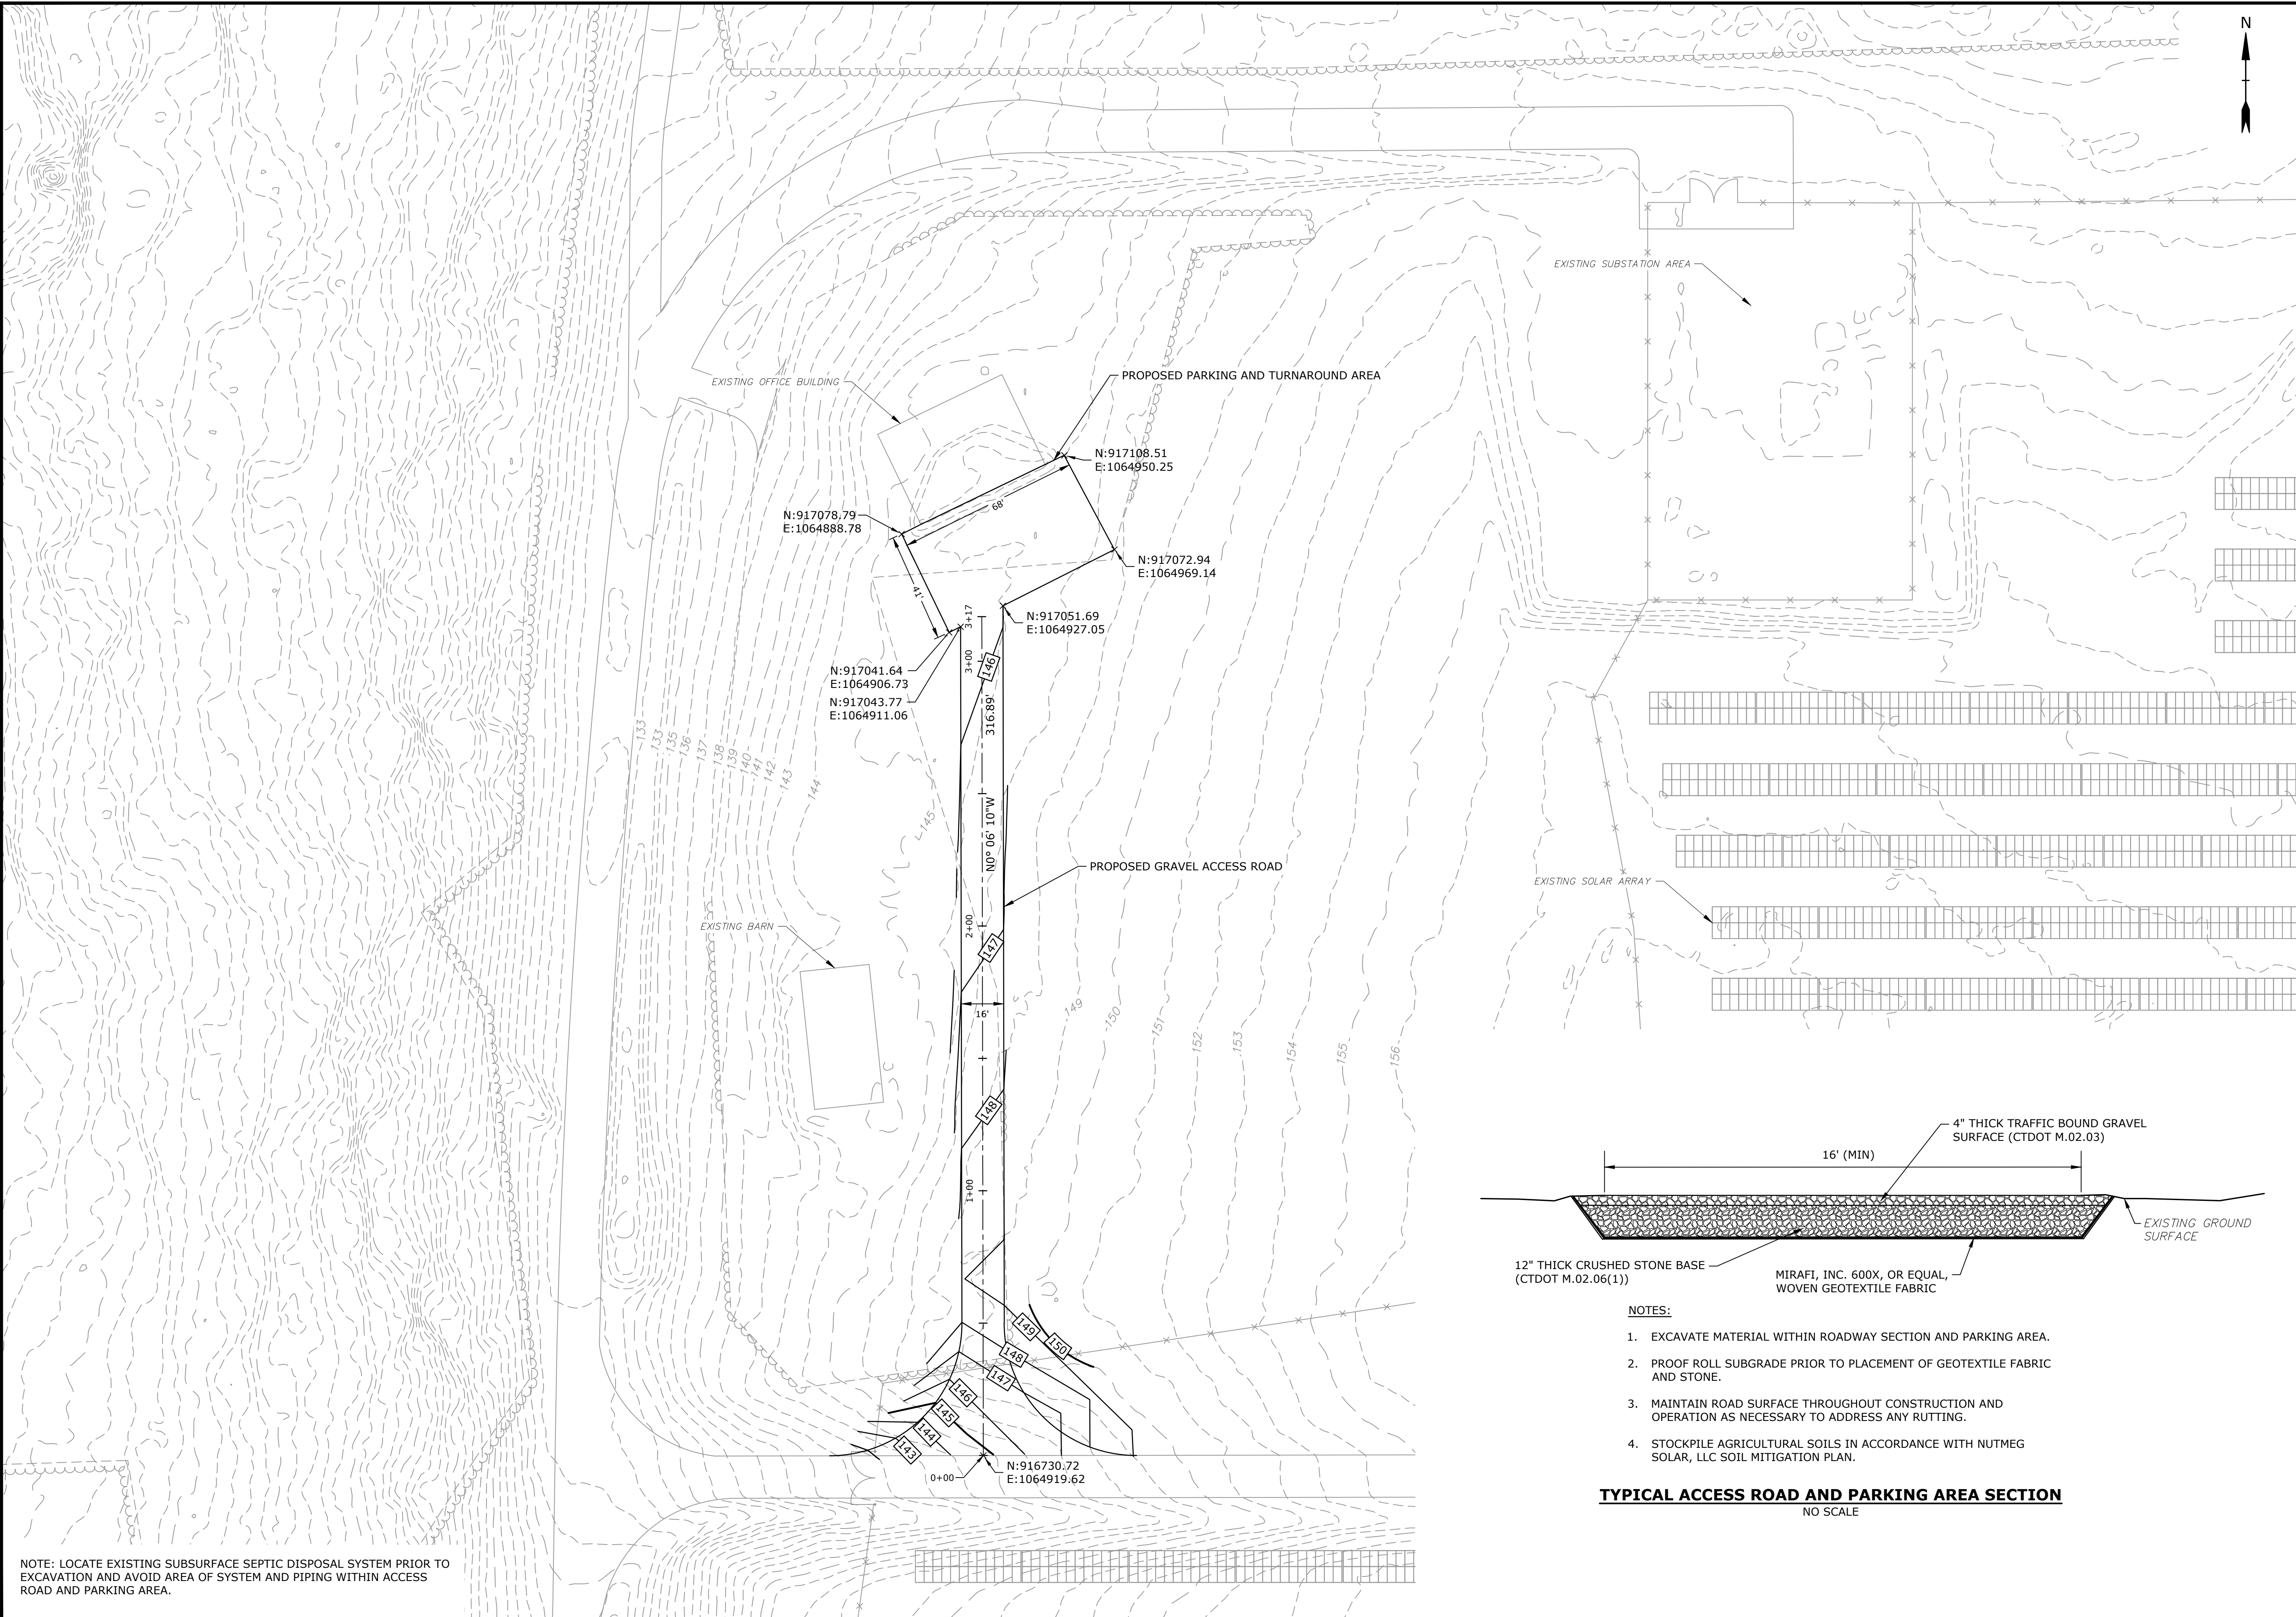 N
EXISTING SUBSTATION AREA
EXISTING OFFICE BUILDING
PROPOSED PARKING AND TURNAROUND AREA
N:917108.51
E:1064950.25
68'
N:917078.79
E:1064888.78
N:917072.94
E:1064969.14
41'
3+17
N:917051.69
E:1064927.05
3+00
146
N:917041.64
E:1064906.73
N:917043.77
E:1064911.06
316.89'
133
133
135
136
137
138
139
140
141
142
143
144
145
N0° 06' 10"W
PROPOSED GRAVEL ACCESS ROAD
EXISTING SOLAR ARRAY
EXISTING BARN
2+00
147
16'
149
150
151
152
153
154
155
156
148
1+00
149
150
148
147
146
145
144
143
0+00
N:916730.72
E:1064919.62
4" THICK TRAFFIC BOUND GRAVEL
SURFACE (CTDOT M.02.03)
16' (MIN)
EXISTING GROUND
SURFACE
12" THICK CRUSHED STONE BASE
(CTDOT M.02.06(1))
MIRAFI, INC. 600X, OR EQUAL,
WOVEN GEOTEXTILE FABRIC
NOTES:
1. EXCAVATE MATERIAL WITHIN ROADWAY SECTION AND PARKING AREA.
2. PROOF ROLL SUBGRADE PRIOR TO PLACEMENT OF GEOTEXTILE FABRIC
AND STONE.
3. MAINTAIN ROAD SURFACE THROUGHOUT CONSTRUCTION AND
OPERATION AS NECESSARY TO ADDRESS ANY RUTTING.
4. STOCKPILE AGRICULTURAL SOILS IN ACCORDANCE WITH NUTMEG
SOLAR, LLC SOIL MITIGATION PLAN.
TYPICAL ACCESS ROAD AND PARKING AREA SECTION
NO SCALE
NOTE: LOCATE EXISTING SUBSURFACE SEPTIC DISPOSAL SYSTEM PRIOR TO
EXCAVATION AND AVOID AREA OF SYSTEM AND PIPING WITHIN ACCESS
ROAD AND PARKING AREA.